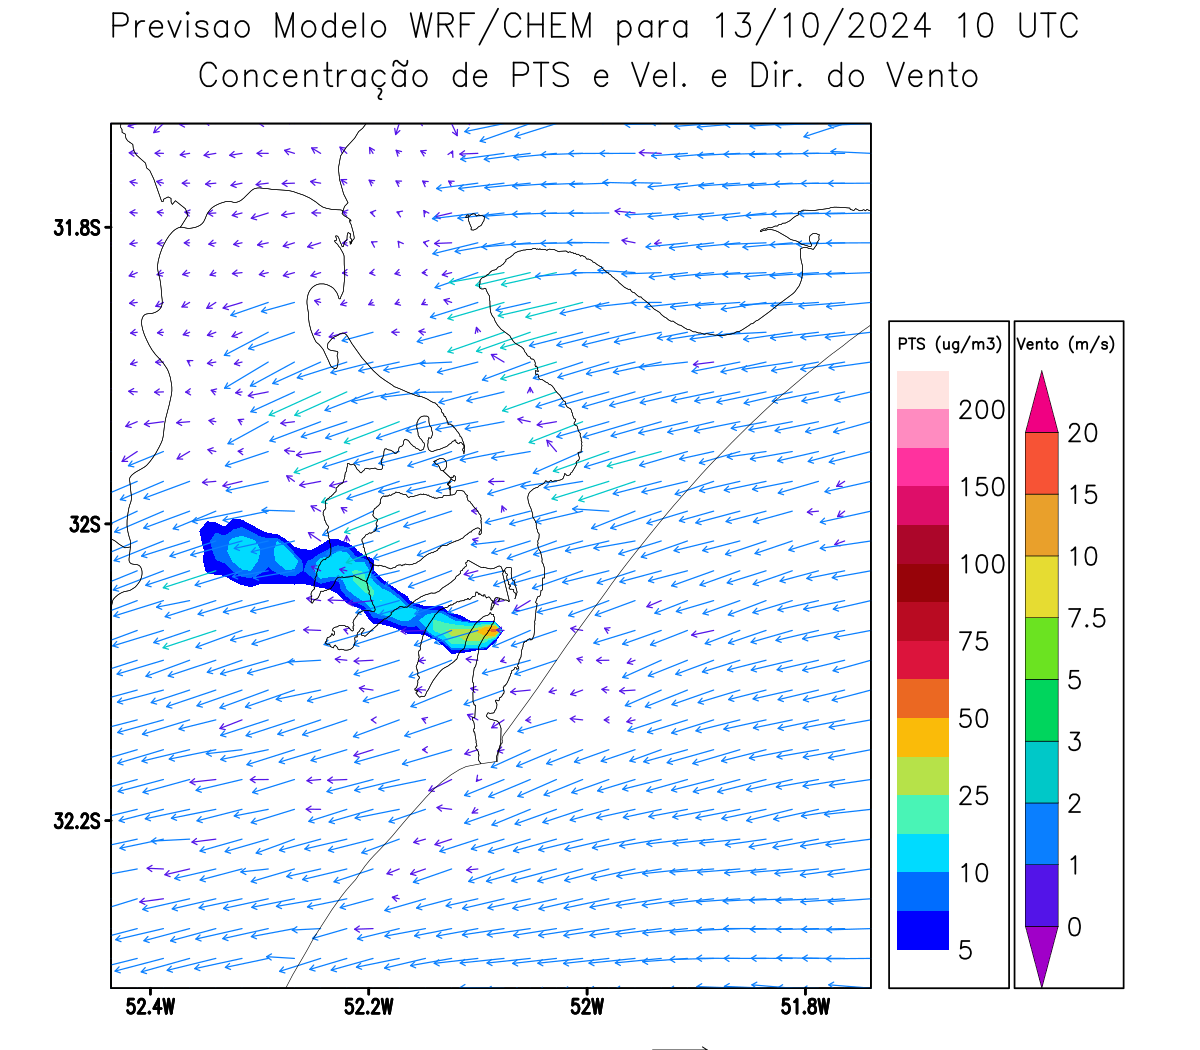 Previsao Modelo WRF/CHEM para 13/10/2024 10 UTC
Concentração de PTS e Vel. e Dir. do Vento
31.8S
32S
32.2S
52.4W
52.2W
52W
51.8W
PTS (ug/m3)
200
150
100
75
50
25
10
5
Vento (m/s)
20
15
10
7.5
5
3
2
1
0